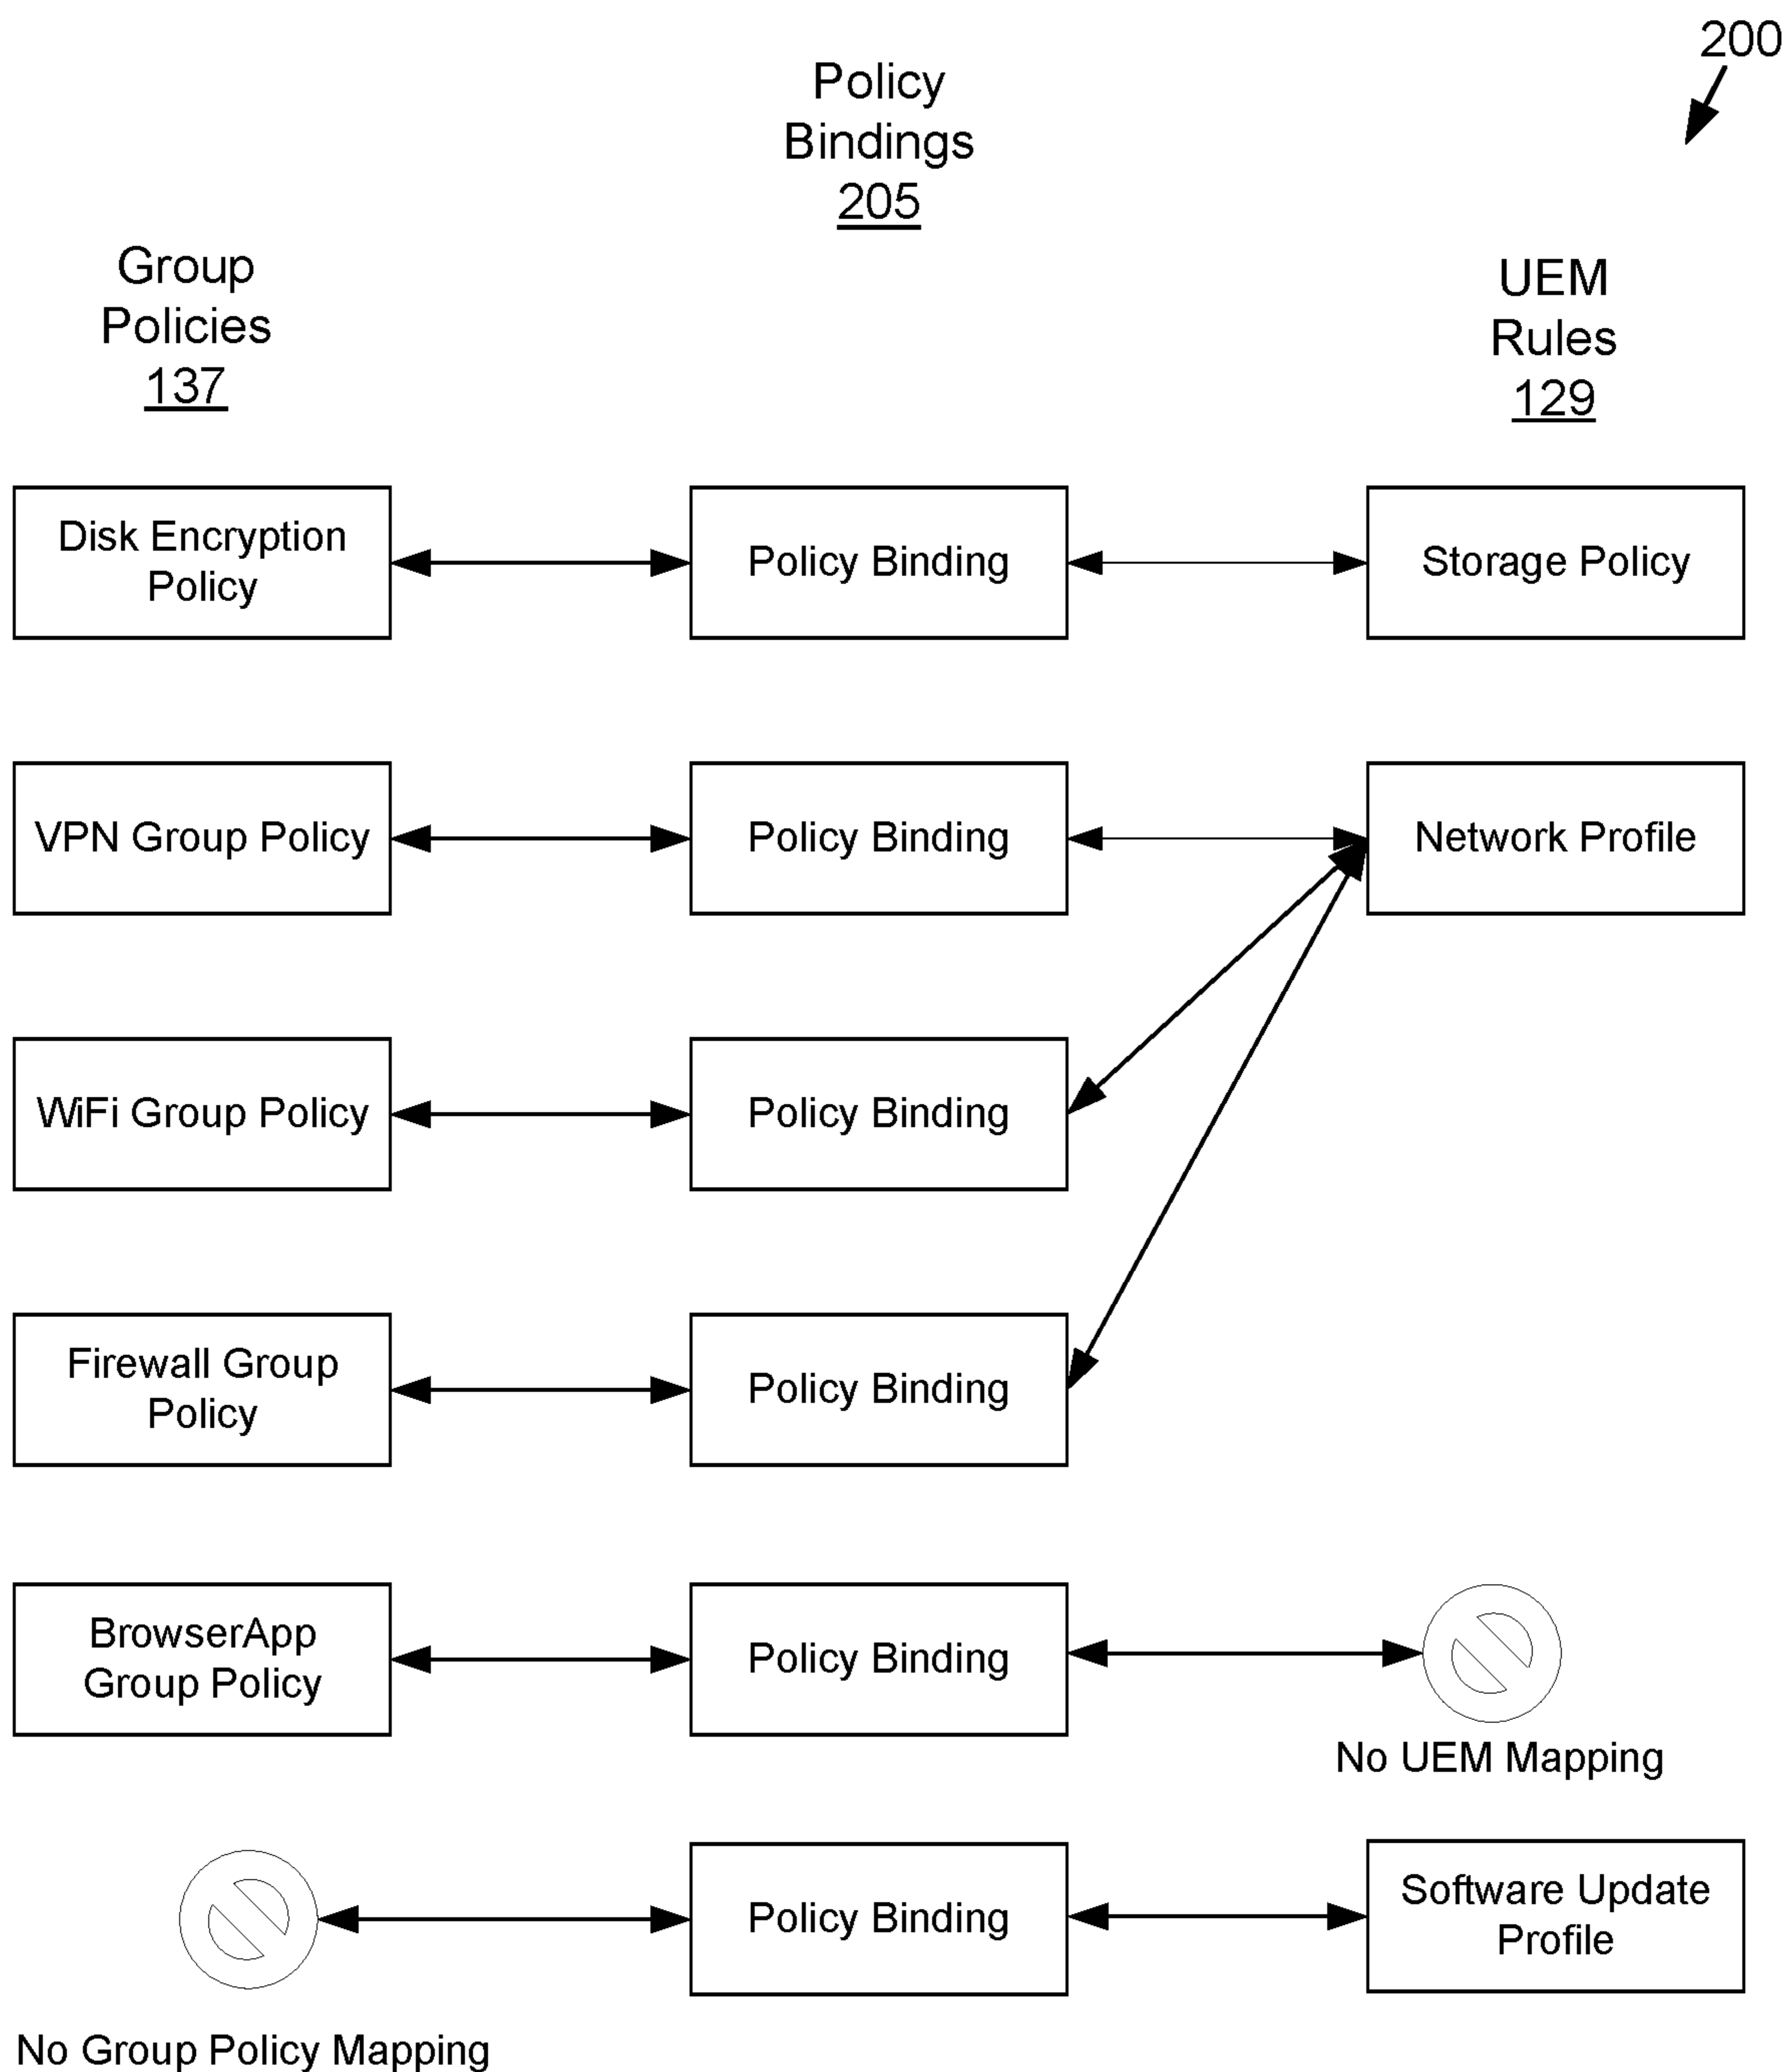 200
Policy
Bindings
205
Group
Policies
137
UEM
Rules
129
Disk Encryption
Policy
Policy Binding
Storage Policy
VPN Group Policy
Policy Binding
Network Profile
WiFi Group Policy
Policy Binding
Firewall Group
Policy
Policy Binding
BrowserApp
Group Policy
Policy Binding
No UEM Mapping
Policy Binding
Software Update
Profile
No Group Policy Mapping